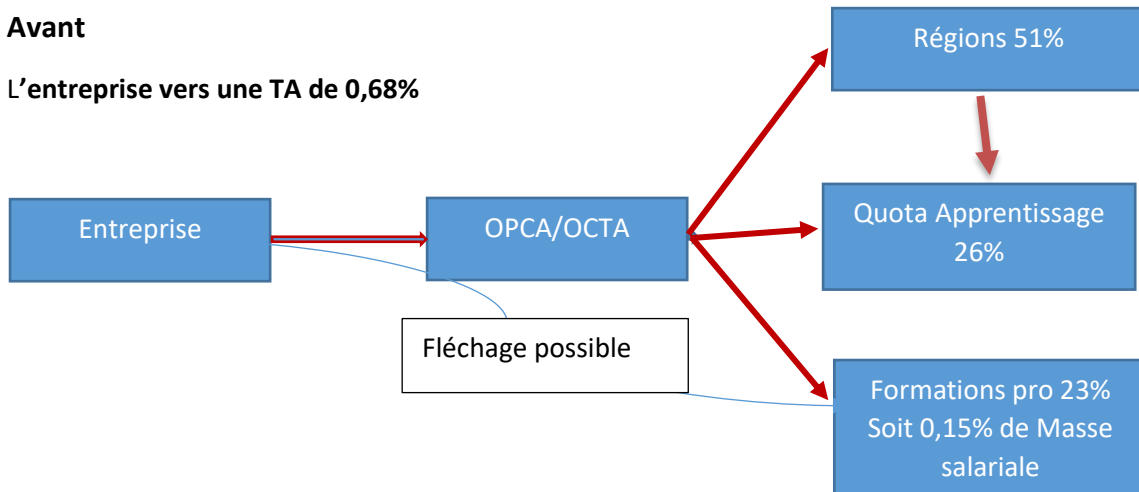 Avant
L'entreprise vers une TA de 0,68%
Régions 51%
Entreprise
OPCA/OCTA
Quota Apprentissage
26%
Fléchage possible
Formations pro 23%
Soit 0,15% de Masse
salariale